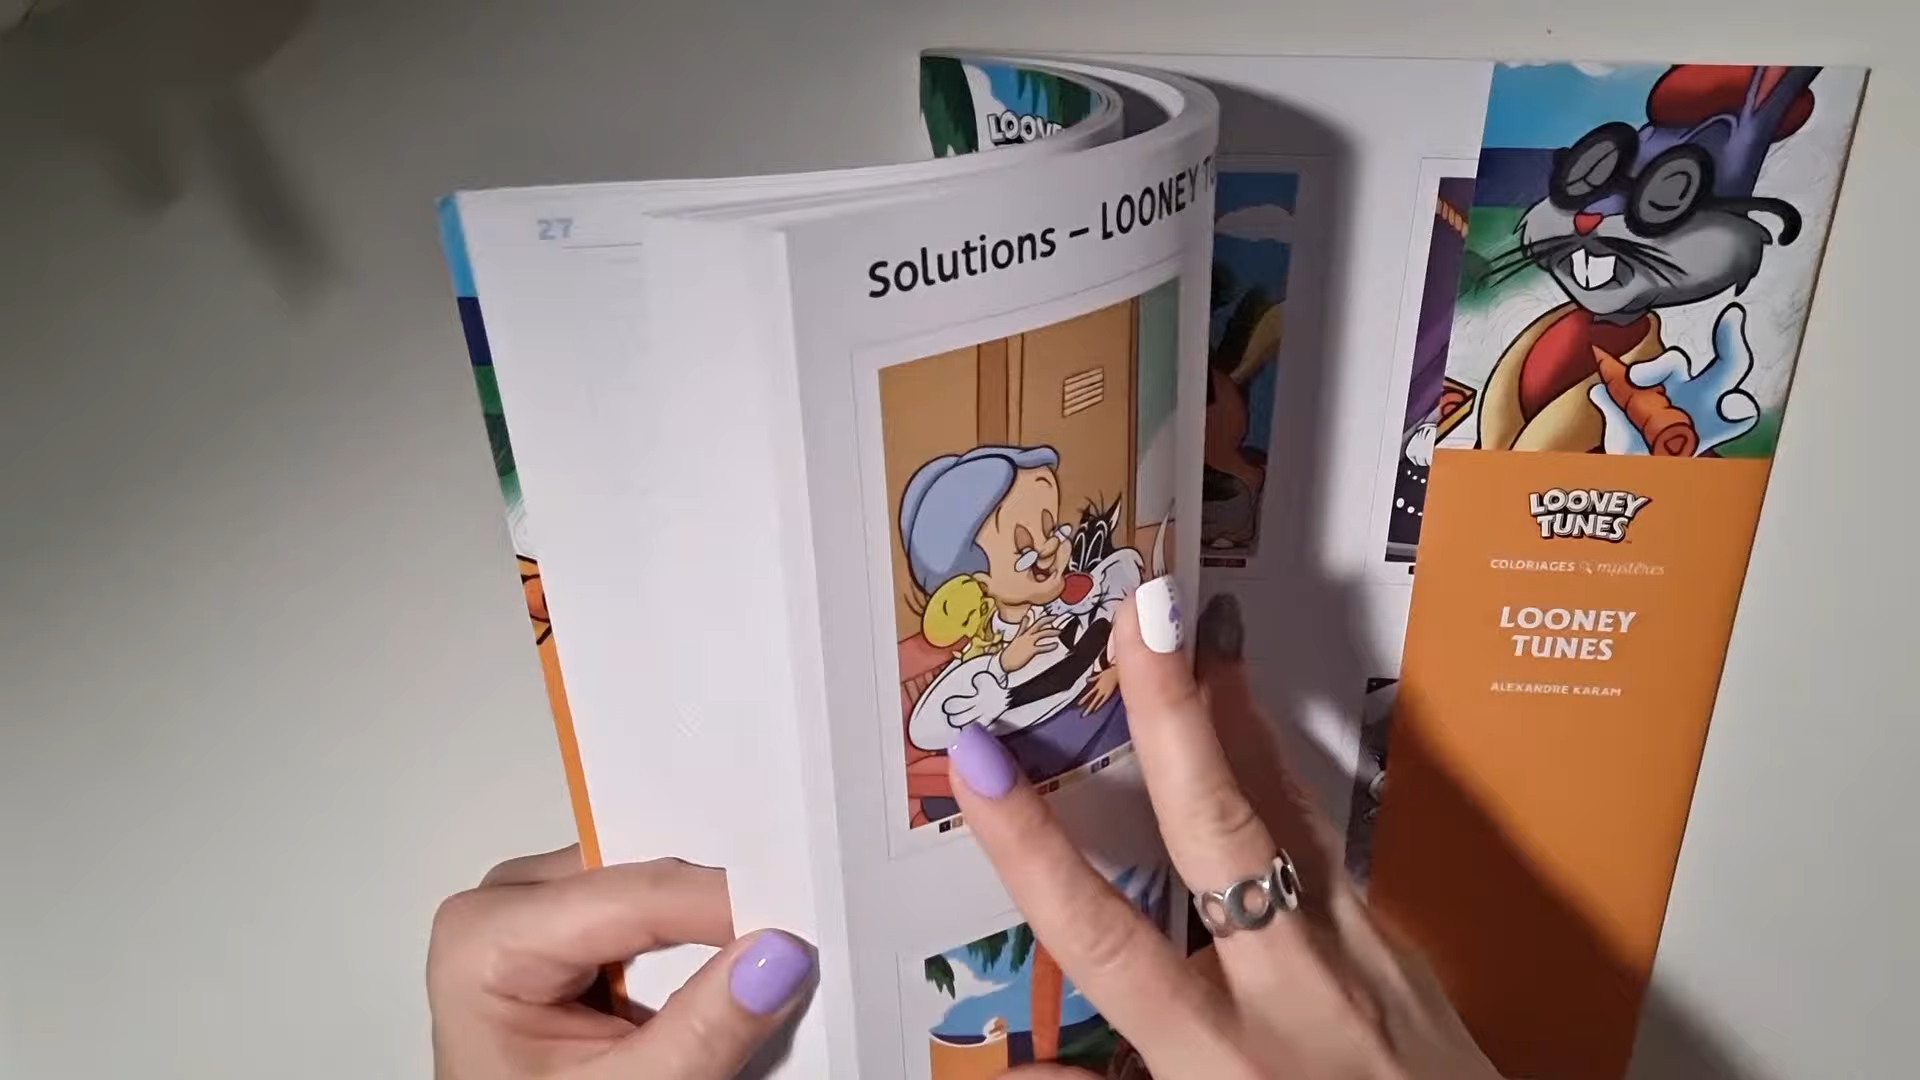 27
Solutions – LOONEY
LOONEY
TUNES
COLORIAGES mystères
LOONEY
TUNES
ALEXANDRE KARAM